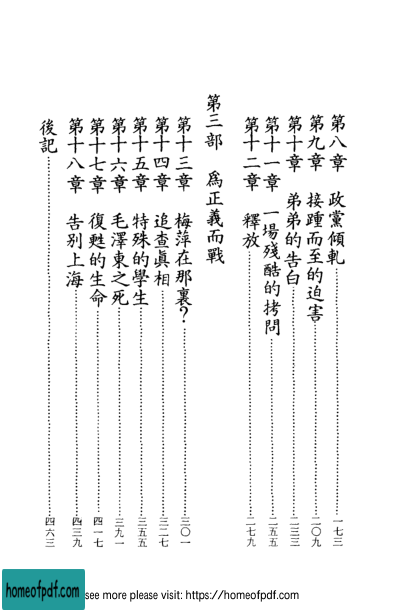 第八章　政黨傾軋……一七三
第九章　接踵而至的迫害……二〇九
第十章　弟弟的告白……二三三
第十一章　一場殘酷的拷問……二五五
第十二章　釋放……二七九
第三部　爲正義而戰
第十三章　梅萍在那裏？……三〇一
第十四章　追查眞相……三二七
第十五章　特殊的學生……三五五
第十六章　毛澤東之死……三九一
第十七章　復甦的生命……四一七
第十八章　告别上海……四三九
後記……四六三
homeofpdf.com
see more please visit: https://homeofpdf.com